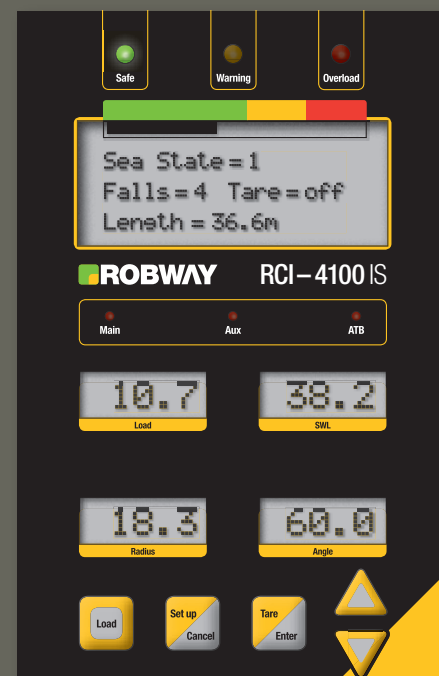 Safe Warning Overload
Sea State=1
Falls=4 Tare=off
Length = 36.6m
ROBWAY RCI–4100 IS
Main Aux ATB
10.7 38.2
Load SWL
18.3 60.0
Radius Angle
Load
Set up
Cancel
Tare
Enter